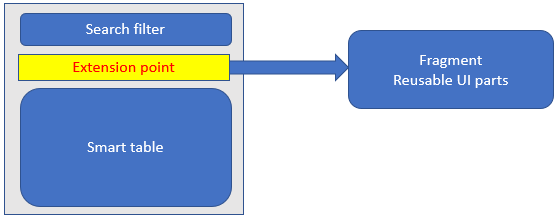 Search filter
Extension point
Smart table
Fragment
Reusable UI parts